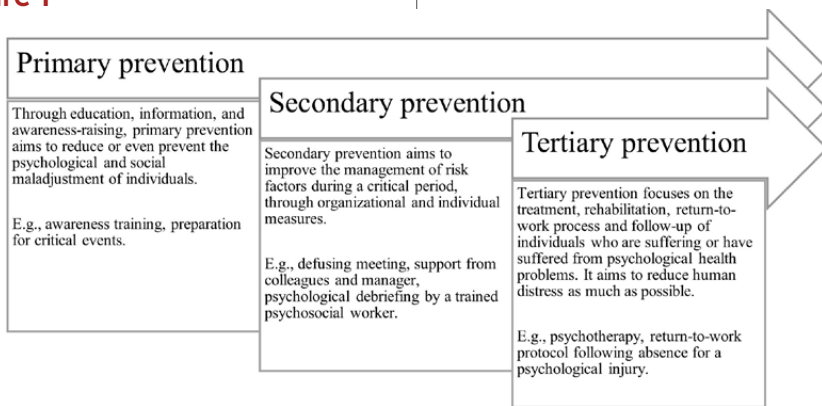 Primary prevention
Through education, information, and
awareness-raising, primary prevention
aims to reduce or even prevent the
psychological and social
maladjustment of individuals.
E.g., awareness training, preparation
for critical events.
Secondary prevention
Secondary prevention aims to
improve the management of risk
factors during a critical period,
through organizational and individual
measures.
E.g., defusing meeting, support from
colleagues and manager,
psychological debriefing by a trained
psychosocial worker.
Tertiary prevention
Tertiary prevention focuses on the
treatment, rehabilitation, return-to-
work process and follow-up of
individuals who are suffering or have
suffered from psychological health
problems. It aims to reduce human
distress as much as possible.
E.g., psychotherapy, return-to-work
protocol following absence for a
psychological injury.